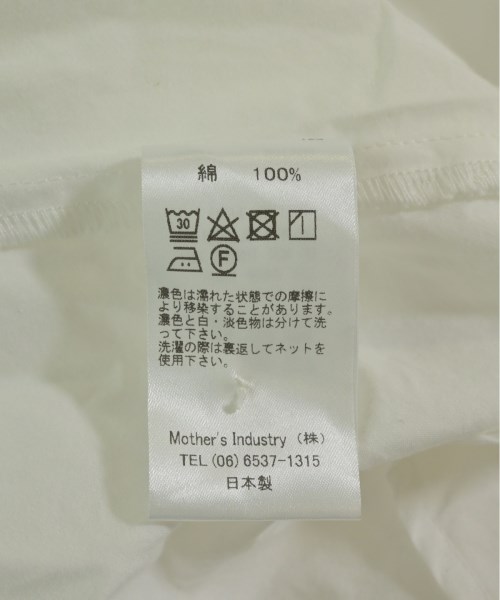 綿 100%
30
F
濃色は濡れた状態での摩擦に
より移染することがあります。
濃色と白・淡色物は分けて洗
って下さい。
洗濯の際は裏返してネットを
使用下さい。
Mother's Industry (株)
TEL (06) 6537-1315
日本製